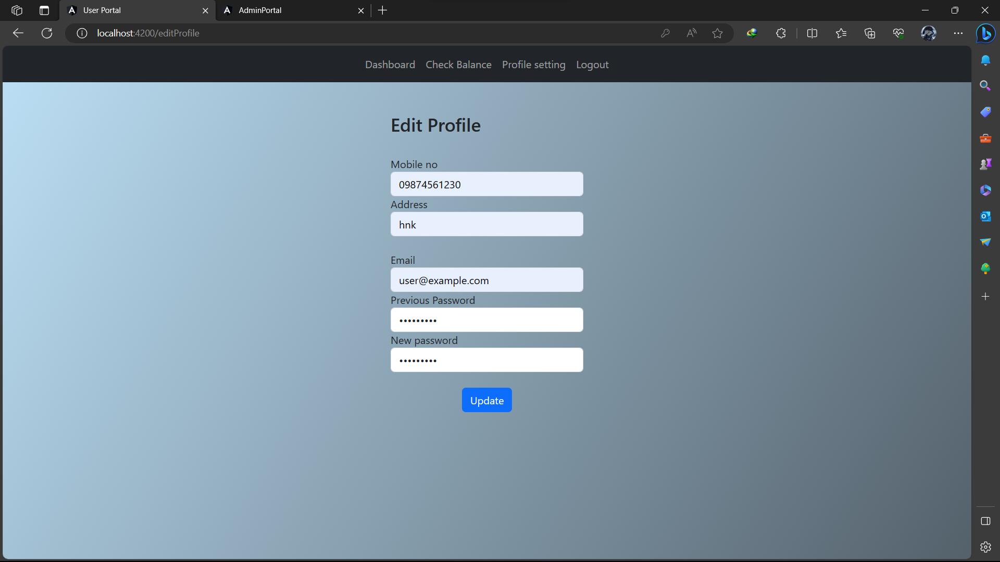 User Portal
AdminPortal
localhost:4200/editProfile
Dashboard Check Balance Profile setting Logout
Edit Profile
Mobile no
09874561230
Address
hnk
Email
user@example.com
Previous Password
•••••••••
New password
•••••••••
Update